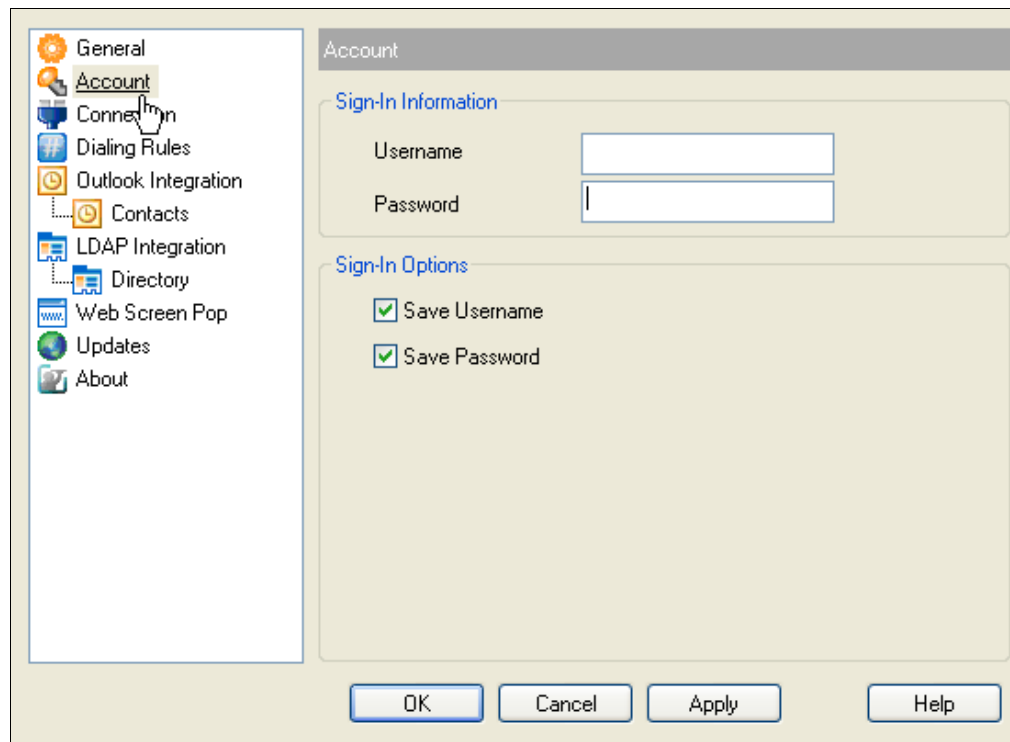 General
Account
Connection
Dialing Rules
Outlook Integration
Contacts
LDAP Integration
Directory
Web Screen Pop
Updates
About
Account
Sign-In Information
Username
Password
Sign-In Options
Save Username
Save Password
OK Cancel Apply Help